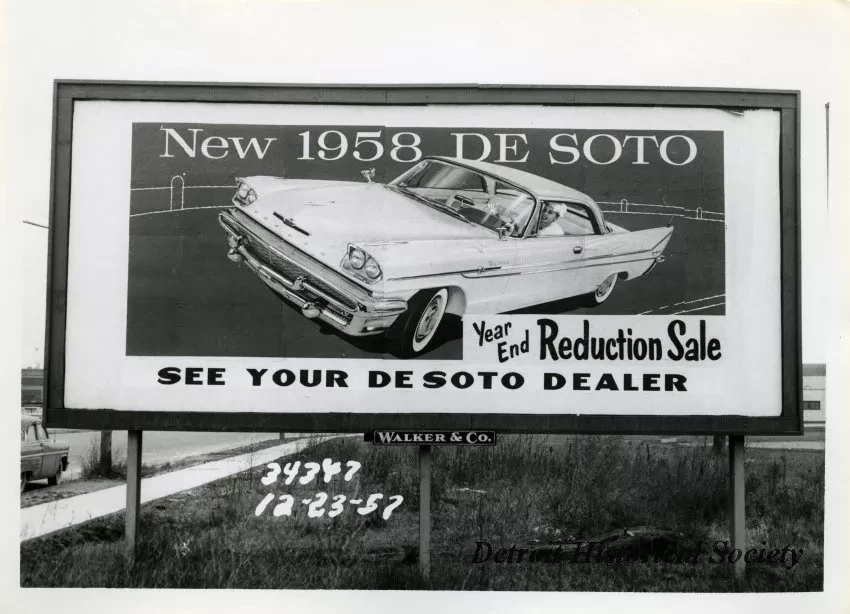 New 1958 DE SOTO
Year
End
Reduction Sale
SEE YOUR DE SOTO DEALER
WALKER & CO.
34347
12-23-57
Detroit Historical Society